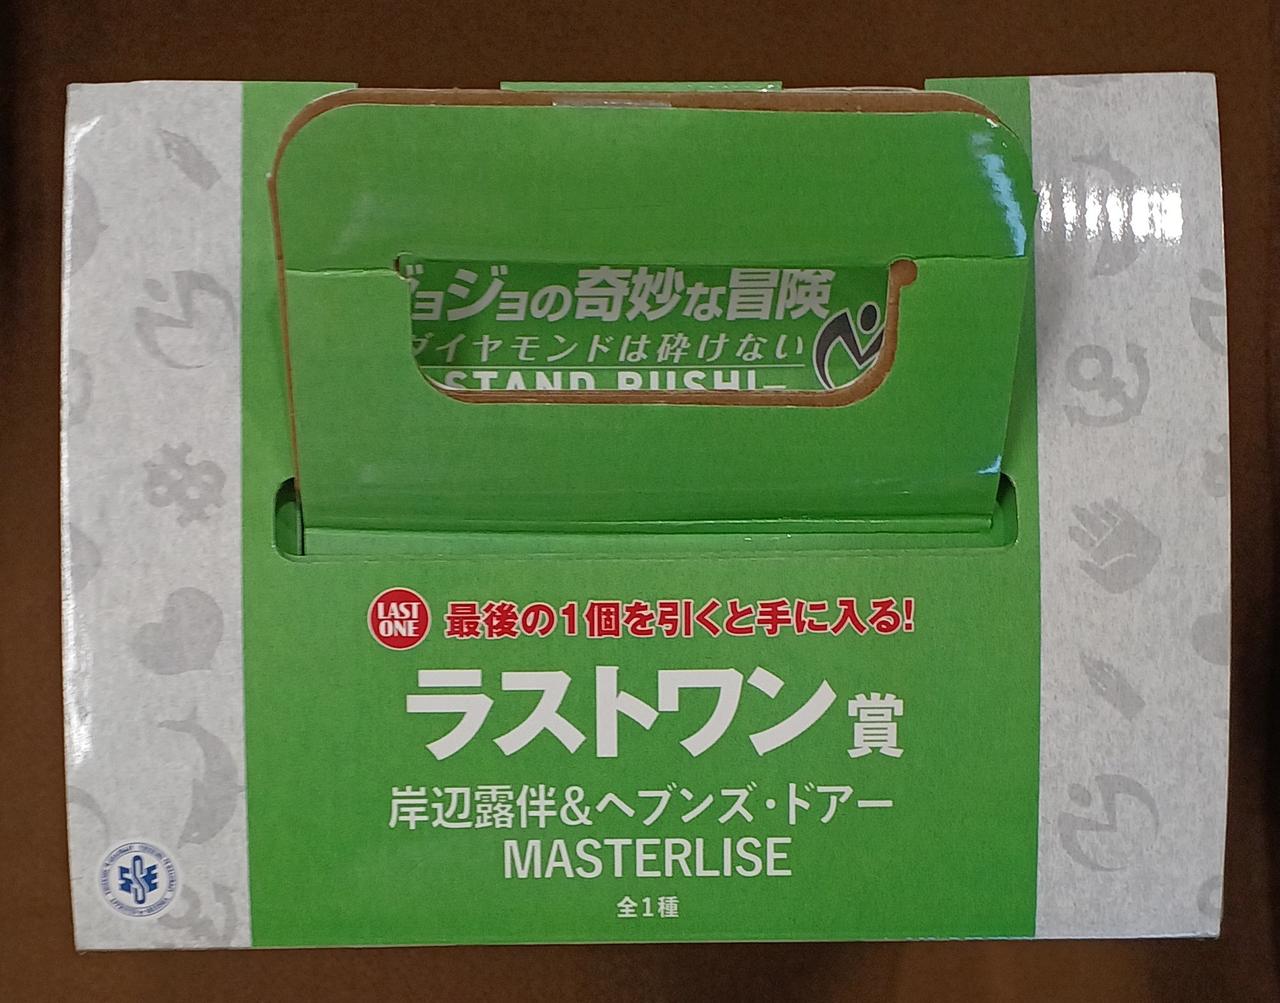 ジョジョの奇妙な冒険
ダイヤモンドは砕けない
STAND RUSH!–
LAST
ONE
最後の1個を引くと手に入る!
ラストワン賞
岸辺露伴&ヘブンズ・ドアー
MASTERLISE
全1種
SSE